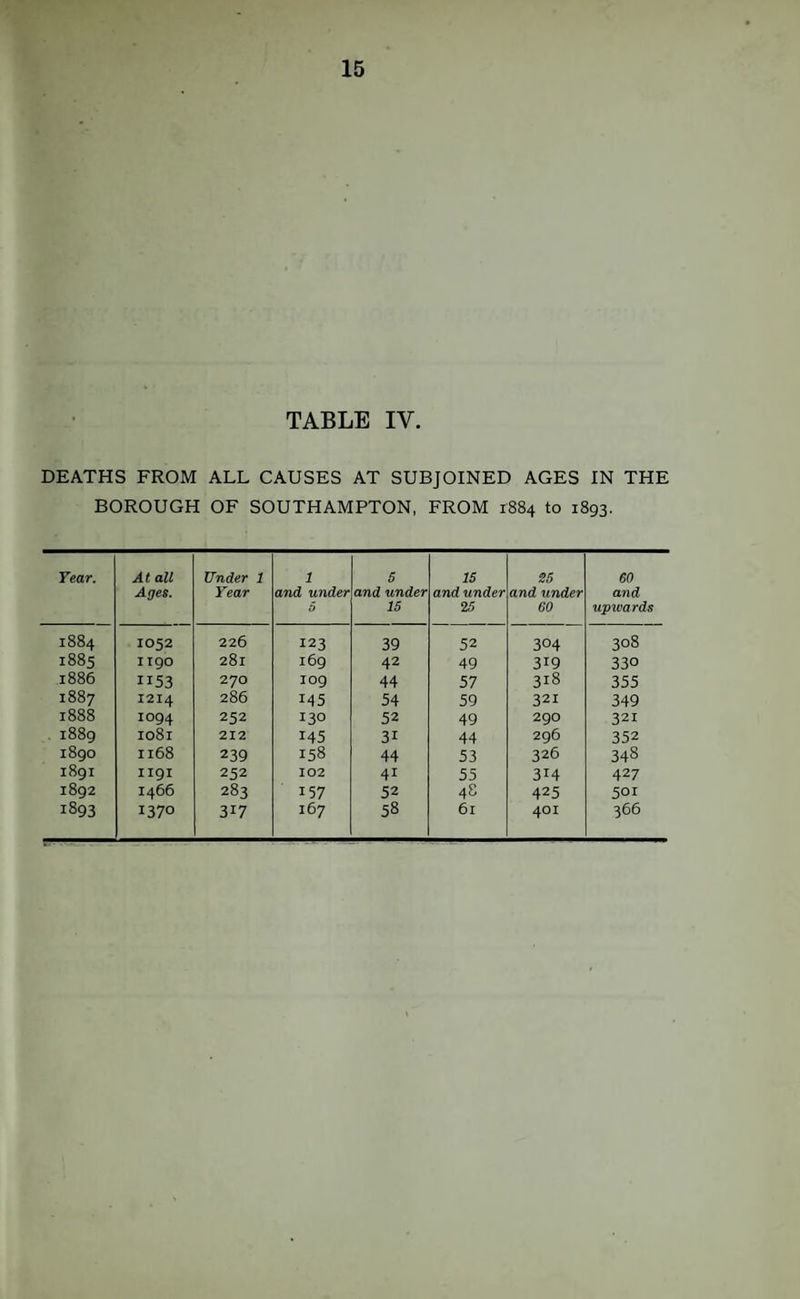 15
TABLE IV.
DEATHS FROM ALL CAUSES AT SUBJOINED AGES IN THE
BOROUGH OF SOUTHAMPTON, FROM 1884 to 1893.
Year. At all Ages. Under 1 Year 1 and under 5 5 and under 15 15 and under 25 25 and under 60 60 and upwards
1884 1052 226 123 39 52 304 308
1885 1190 281 169 42 49 319 330
1886 1153 270 109 44 57 318 355
1887 1214 286 145 54 59 321 349
1888 1094 252 130 52 49 290 321
1889 1081 212 145 31 44 296 352
1890 1168 239 158 44 53 326 348
1891 1191 252 102 41 55 314 427
1892 1466 283 157 52 48 425 501
1893 1370 317 167 58 61 401 366